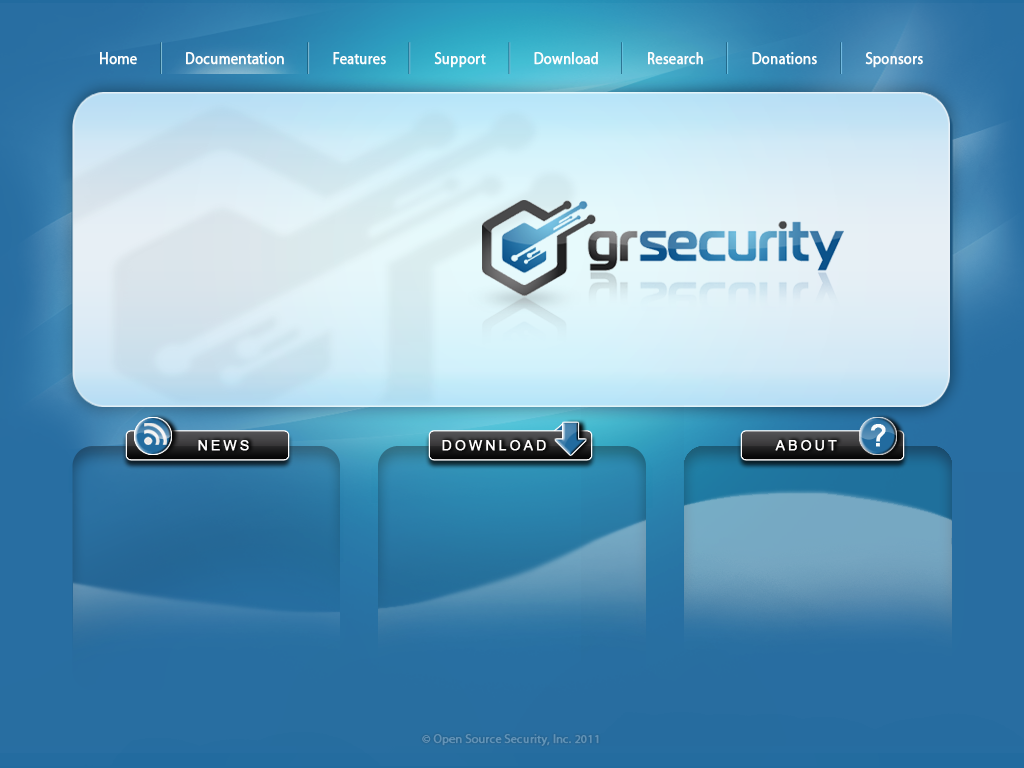 Home Documentation Features Support Download Research Donations Sponsors
grsecurity
NEWS DOWNLOAD ABOUT
?
© Open Source Security, Inc. 2011